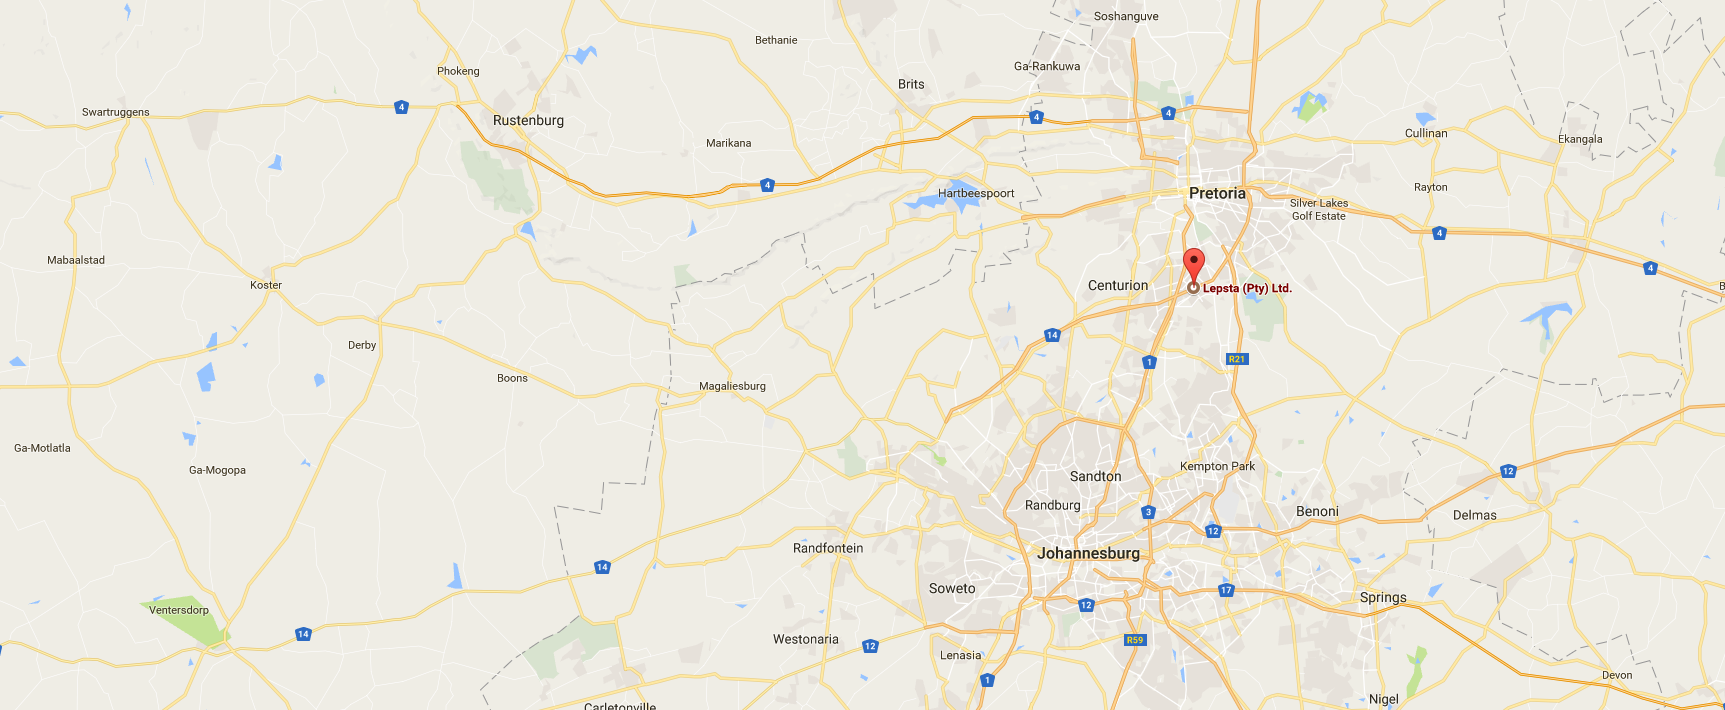 Soshanguve
Bethanie
Ga-Rankuwa
Phokeng
Brits
4
Swartruggens
4
4
Rustenburg
Cullinan
Ekangala
Marikana
4
Rayton
Hartbeespoort
Pretoria
Silver Lakes
Golf Estate
4
Mabaalstad
4
Koster
Centurion
Lepsta (Pty) Ltd.
B
14
Derby
1
R21
Boons
Magaliesburg
Ga-Motlatla
Ga-Mogopa
Kempton Park
12
Sandton
Randburg
3
Benoni
Delmas
12
Randfontein
Johannesburg
14
Soweto
17
Springs
12
Ventersdorp
14
Westonaria
12
R59
Lenasia
1
Devon
Nigel
Carletonville